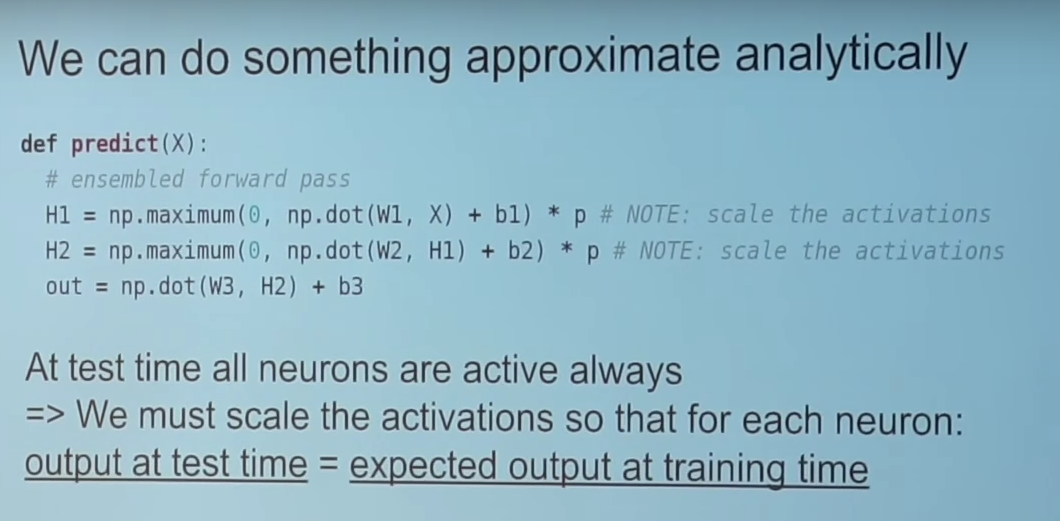 We can do something approximate analytically
def predict(X):
# ensembled forward pass
H1 = np.maximum(0, np.dot(W1, X) + b1) * p # NOTE: scale the activations
H2 = np.maximum(0, np.dot(W2, H1) + b2) * p # NOTE: scale the activations
out = np.dot(W3, H2) + b3
At test time all neurons are active always
=> We must scale the activations so that for each neuron:
output at test time = expected output at training time